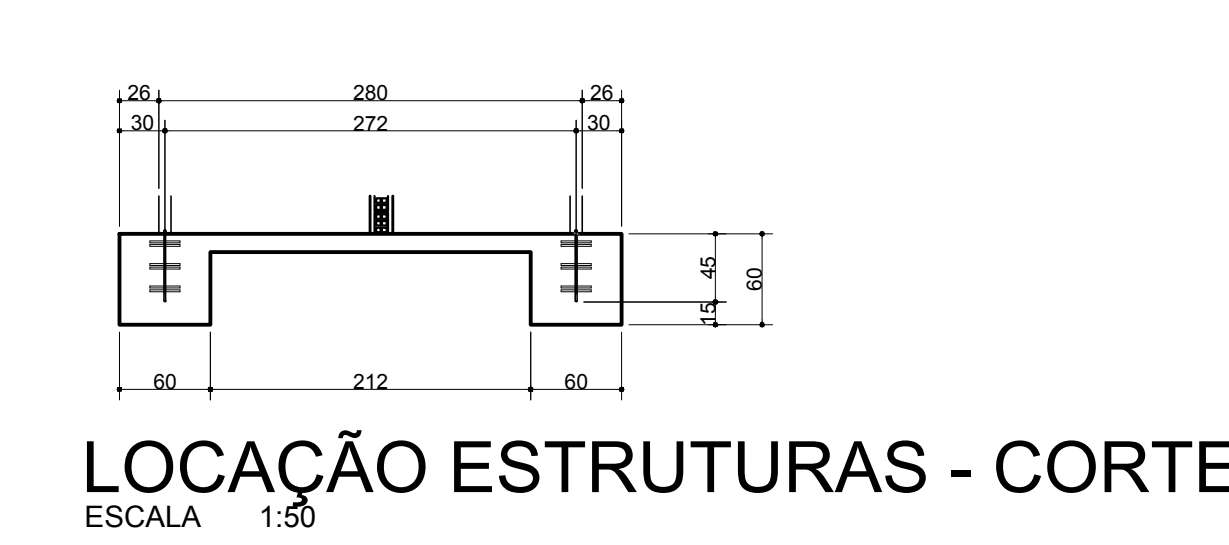 26 280 26
30 272 30
45
60
15
60 212 60
LOCAÇÃO ESTRUTURAS - CORTE
ESCALA 1:50